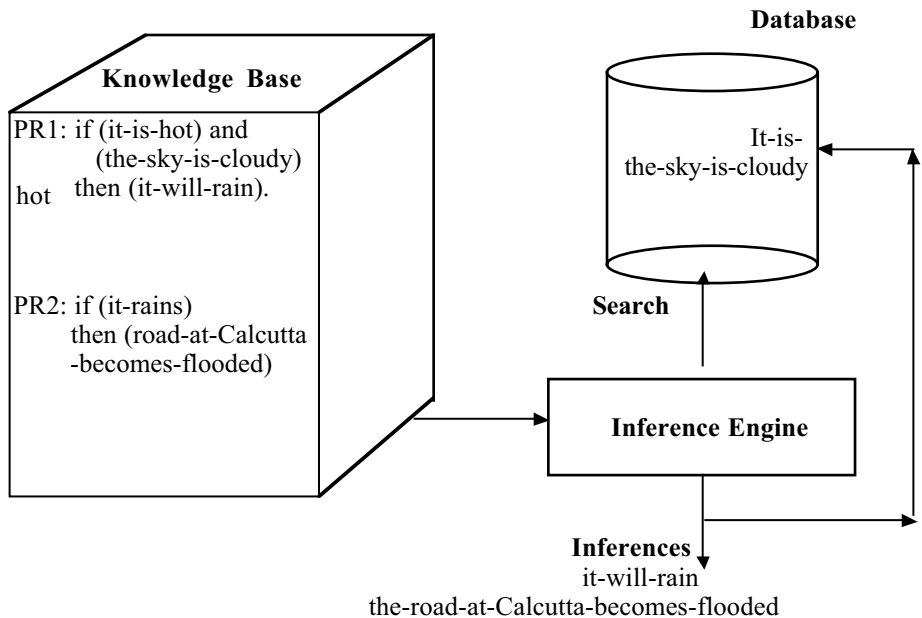 Knowledge Base
PR1: if (it-is-hot) and
(the-sky-is-cloudy)
hot then (it-will-rain).
PR2: if (it-rains)
then (road-at-Calcutta
-becomes-flooded)
Database
It-is-
the-sky-is-cloudy
Search
Inference Engine
Inferences
it-will-rain
the-road-at-Calcutta-becomes-flooded